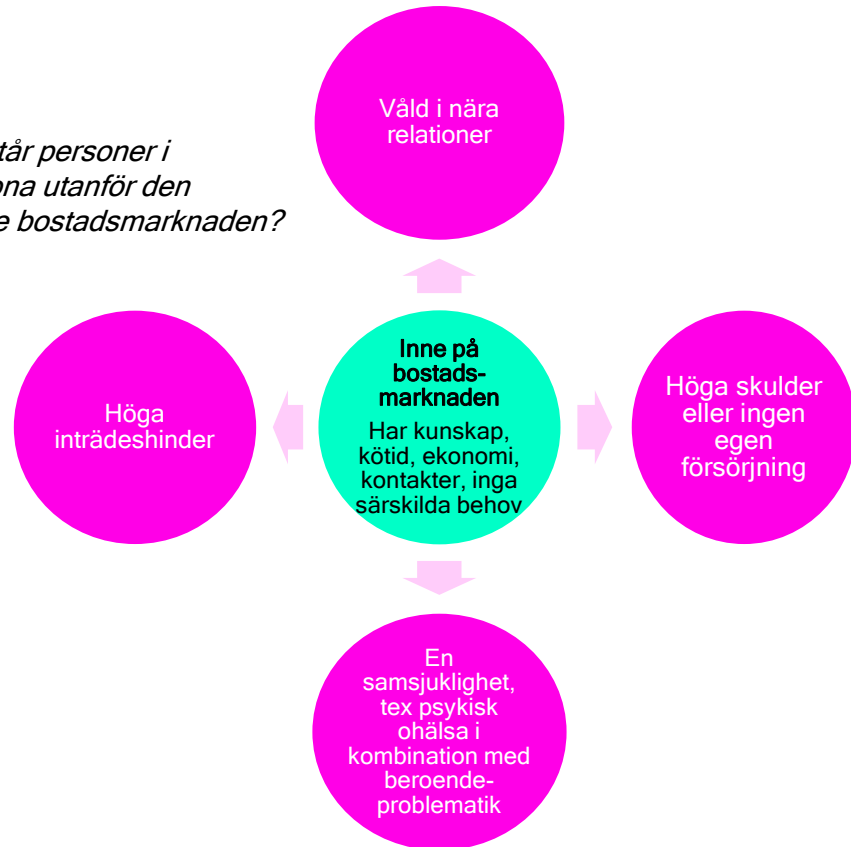 Våld i nära
relationer
tår personer i
na utanför den
e bostadsmarknaden?
Höga
inträdeshinder
Inne på
bostads-
marknaden
Har kunskap,
kötid, ekonomi,
kontakter, inga
särskilda behov
Höga skulder
eller ingen
egen
försörjning
En
samsjuklighet,
tex psykisk
ohälsa i
kombination med
beroende-
problematik